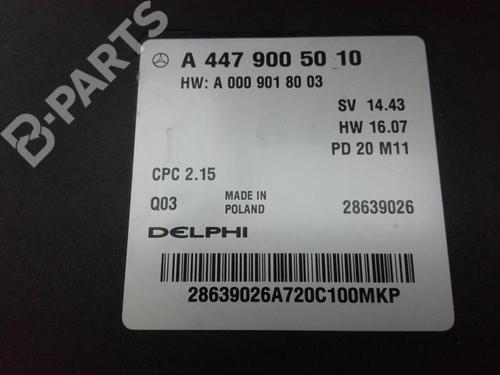 A 447 900 50 10
HW: A 000 901 80 03
SV 14.43
HW 16.07
PD 20 M11
CPC 2.15
Q03 MADE IN POLAND 28639026
DELPHI
28639026A720C100MKP
B-PARTS